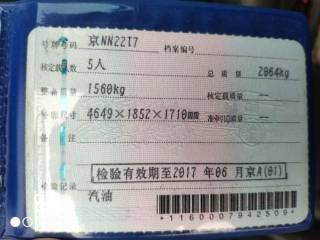 号牌号码 京NN22T7 档案编号
核定载人数 5人 总质量 2064kg
整备质量 1560kg 核定载质量 --
外廓尺寸 4649×1852×1710mm 准牵引总质量 --
备注
检验有效期至2017年06月京A(01)
检验记录
汽油
*1160007942509*